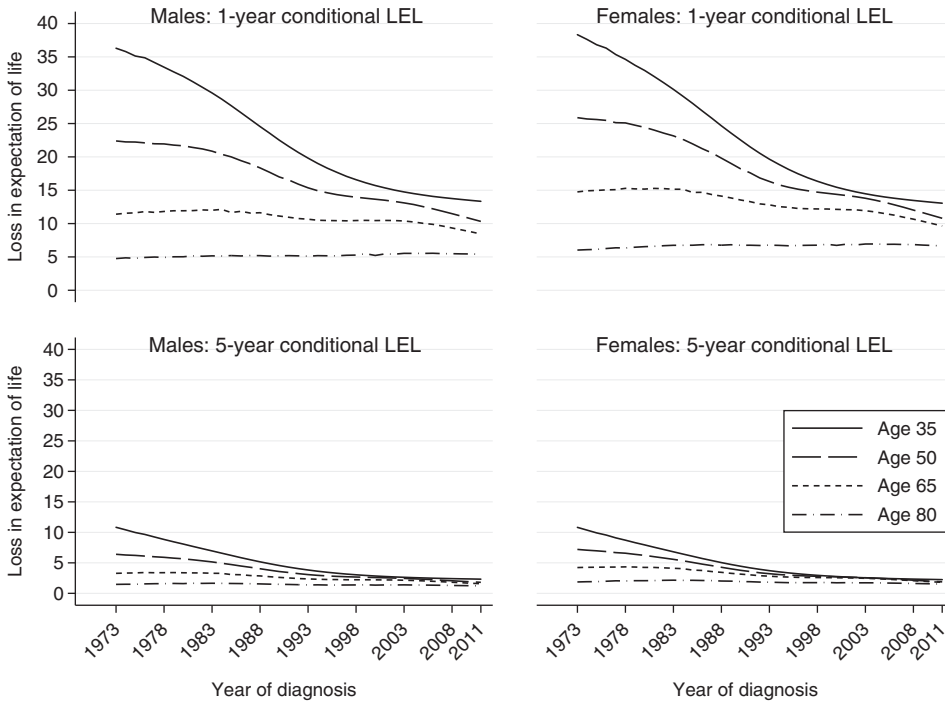 Males: 1-year conditional LEL
Females: 1-year conditional LEL
Loss in expectation of life
40
35
30
25
20
15
10
5
0
Males: 5-year conditional LEL
Females: 5-year conditional LEL
Loss in expectation of life
40
35
30
25
20
15
10
5
0
Age 35
Age 50
Age 65
Age 80
1973 1978 1983 1988 1993 1998 2003 2008 2011
1973 1978 1983 1988 1993 1998 2003 2008 2011
Year of diagnosis
Year of diagnosis